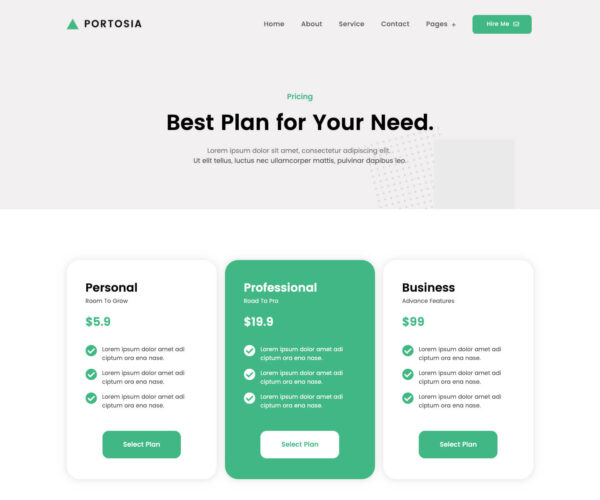 PORTOSIA
Home About Service Contact Pages +
Hire Me
Pricing
Best Plan for Your Need.
Lorem ipsum dolor sit amet, consectetur adipiscing elit.
Ut elit tellus, luctus nec ullamcorper mattis, pulvinar dapibus leo.
Personal
Room To Grow
$5.9
Lorem ipsum dolor amet adi
ciptum ora ena nase.
Lorem ipsum dolor amet adi
ciptum ora ena nase.
Lorem ipsum dolor amet adi
ciptum ora ena nase.
Select Plan
Professional
Road To Pro
$19.9
Lorem ipsum dolor amet adi
ciptum ora ena nase.
Lorem ipsum dolor amet adi
ciptum ora ena nase.
Lorem ipsum dolor amet adi
ciptum ora ena nase.
Select Plan
Business
Advance Features
$99
Lorem ipsum dolor amet adi
ciptum ora ena nase.
Lorem ipsum dolor amet adi
ciptum ora ena nase.
Lorem ipsum dolor amet adi
ciptum ora ena nase.
Select Plan